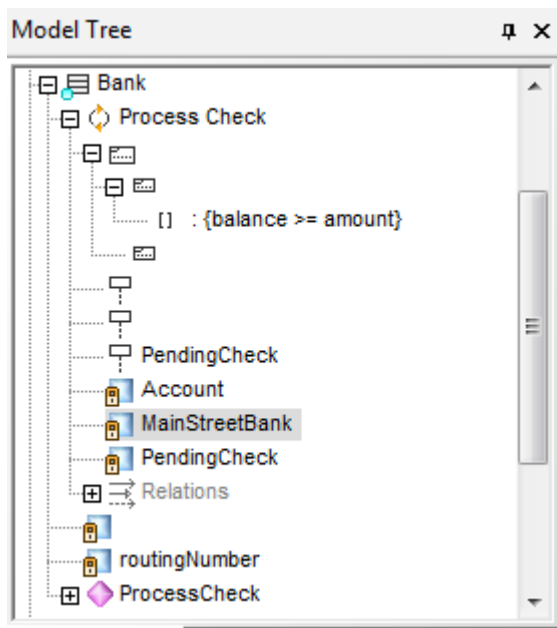 Model Tree
Bank
Process Check
[] : {balance >= amount}
PendingCheck
Account
MainStreetBank
PendingCheck
Relations
routingNumber
ProcessCheck